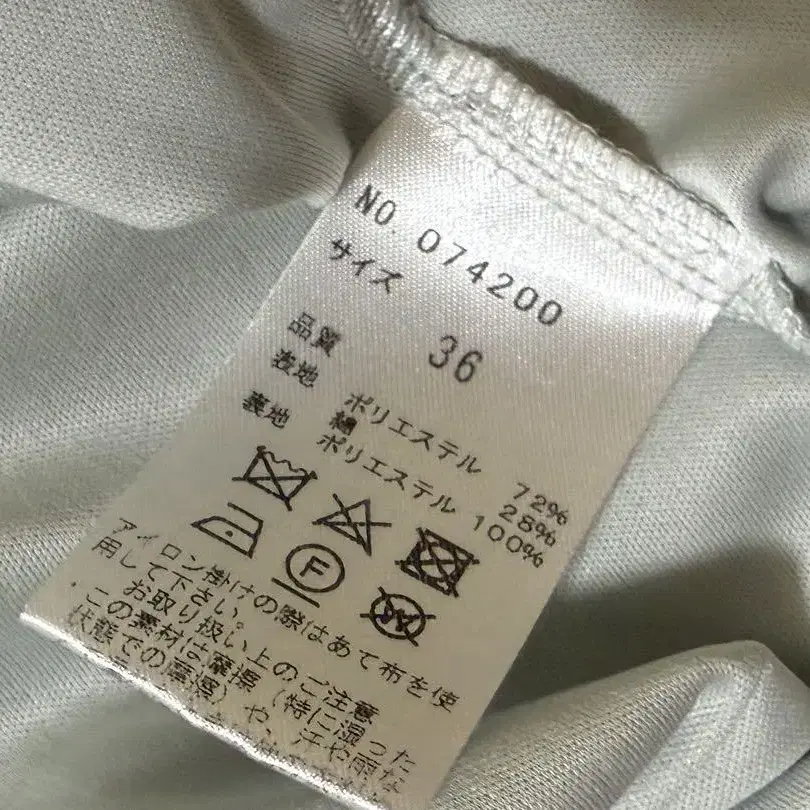 NO. 074200
サイズ
36
品質
表地 ポリエステル 72%
綿 28%
裏地 ポリエステル 100%
F
アイロン掛けの際はあて布を使
用して下さい。
お取り扱い上のご注意
・この素材は摩擦（特に湿った
状態での摩擦）や、汗や雨な